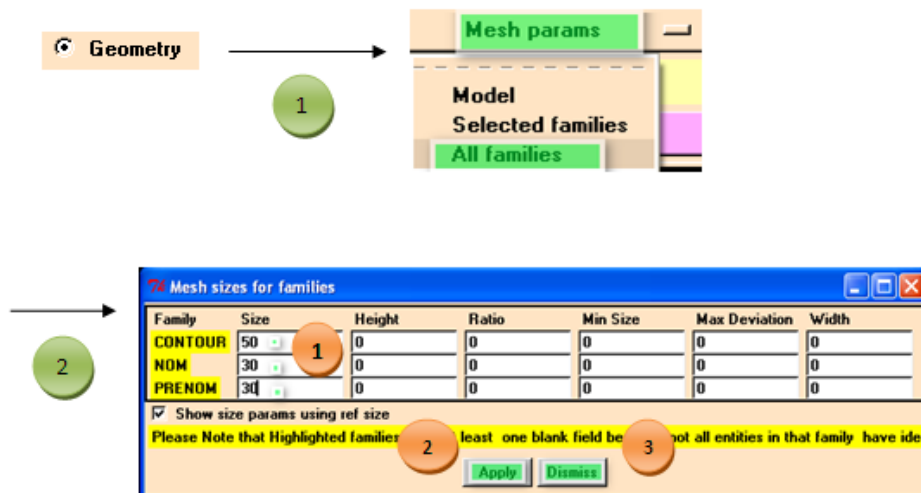 Geometry
1
Mesh params
Model
Selected families
All families
2
Mesh sizes for families
Family Size Height Ratio Min Size Max Deviation Width
CONTOUR 50 0 0 0 0 0
NOM 30 0 0 0 0 0
PRENOM 30 0 0 0 0 0
1
Show size params using ref size
Please Note that Highlighted families least one blank field be not all entities in that family have ide
2
3
Apply Dismiss